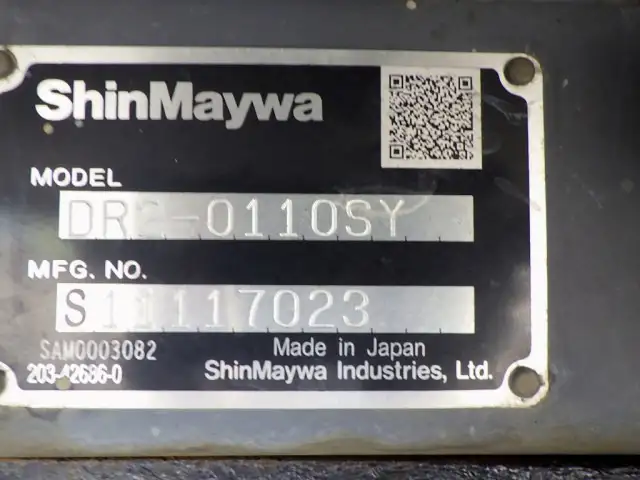 ShinMaywa
MODEL
MFG. NO.
S11117023
SAM0003082
Made in Japan
203-42686-0
ShinMaywa Industries, Ltd.